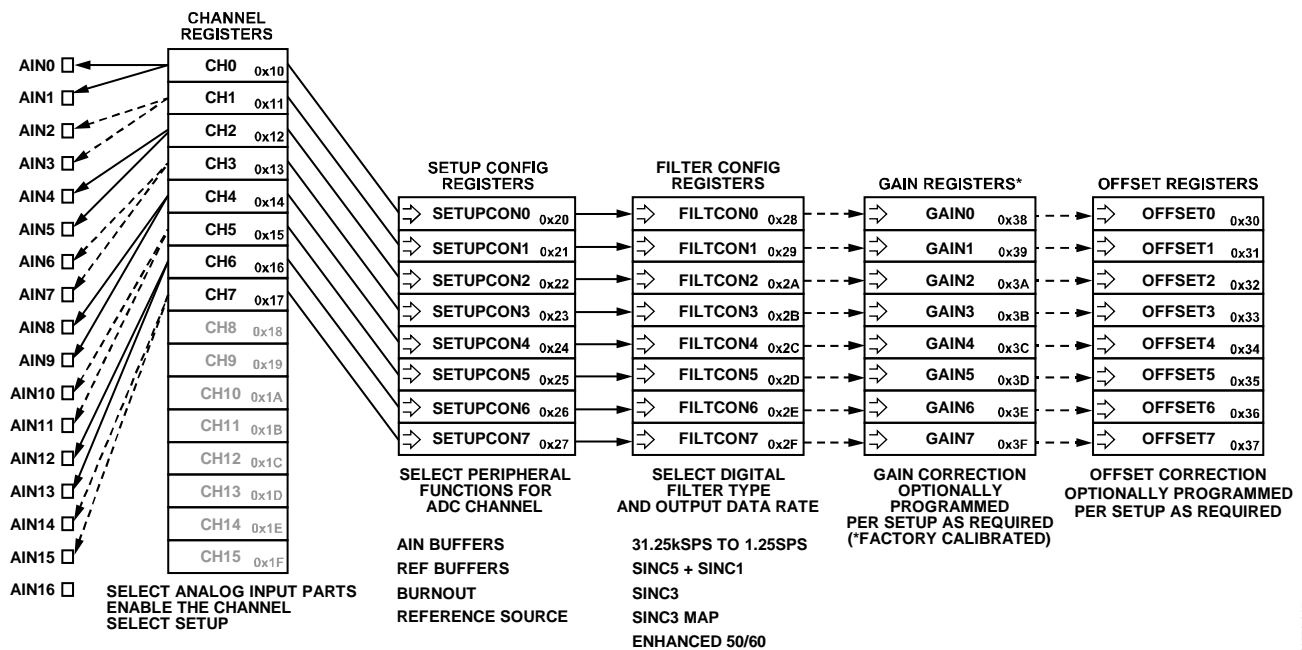 CHANNEL
REGISTERS
AIN0
AIN1
AIN2
AIN3
AIN4
AIN5
AIN6
AIN7
AIN8
AIN9
AIN10
AIN11
AIN12
AIN13
AIN14
AIN15
AIN16
CH0 0x10
CH1 0x11
CH2 0x12
CH3 0x13
CH4 0x14
CH5 0x15
CH6 0x16
CH7 0x17
CH8 0x18
CH9 0x19
CH10 0x1A
CH11 0x1B
CH12 0x1C
CH13 0x1D
CH14 0x1E
CH15 0x1F
SELECT ANALOG INPUT PARTS
ENABLE THE CHANNEL
SELECT SETUP
SETUP CONFIG
REGISTERS
SETUPCON0 0x20
SETUPCON1 0x21
SETUPCON2 0x22
SETUPCON3 0x23
SETUPCON4 0x24
SETUPCON5 0x25
SETUPCON6 0x26
SETUPCON7 0x27
SELECT PERIPHERAL
FUNCTIONS FOR
ADC CHANNEL
AIN BUFFERS
REF BUFFERS
BURNOUT
REFERENCE SOURCE
FILTER CONFIG
REGISTERS
FILTCON0 0x28
FILTCON1 0x29
FILTCON2 0x2A
FILTCON3 0x2B
FILTCON4 0x2C
FILTCON5 0x2D
FILTCON6 0x2E
FILTCON7 0x2F
SELECT DIGITAL
FILTER TYPE
AND OUTPUT DATA RATE
31.25kSPS TO 1.25SPS
SINC5 + SINC1
SINC3
SINC3 MAP
ENHANCED 50/60
GAIN REGISTERS*
GAIN0 0x38
GAIN1 0x39
GAIN2 0x3A
GAIN3 0x3B
GAIN4 0x3C
GAIN5 0x3D
GAIN6 0x3E
GAIN7 0x3F
GAIN CORRECTION
OPTIONALLY
PROGRAMMED
PER SETUP AS REQUIRED
(*FACTORY CALIBRATED)
OFFSET REGISTERS
OFFSET0 0x30
OFFSET1 0x31
OFFSET2 0x32
OFFSET3 0x33
OFFSET4 0x34
OFFSET5 0x35
OFFSET6 0x36
OFFSET7 0x37
OFFSET CORRECTION
OPTIONALLY PROGRAMMED
PER SETUP AS REQUIRED